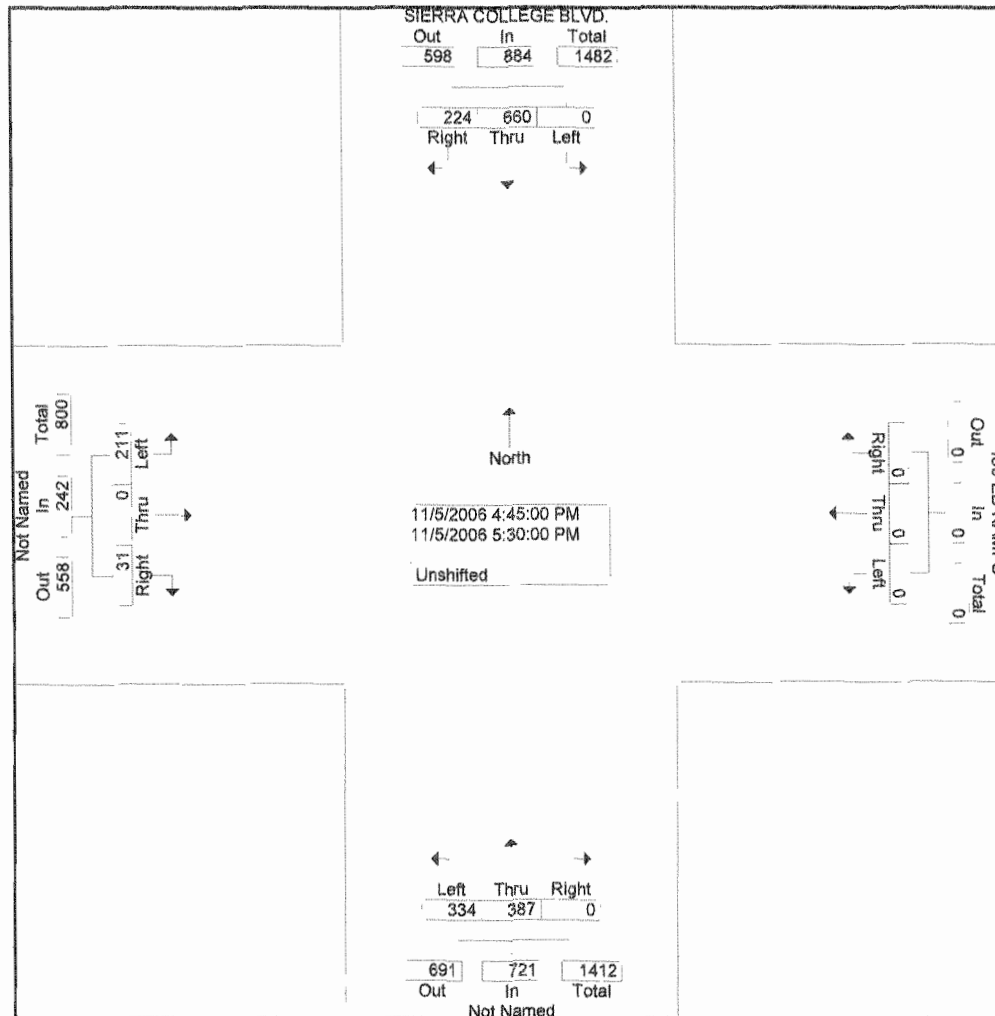 SIERRA COLLEGE BLVD.
Out In Total
598 884 1482
224 660 0
Right Thru Left
Total 800
In 242
Out 558
Not Named
211 Left
0 Thru
31 Right
North
11/5/2006 4:45:00 PM
11/5/2006 5:30:00 PM
Unshifted
Right 0
Thru 0
Left 0
Out 0
In 0
Total 0
Left Thru Right
334 387 0
691 721 1412
Out In Total
Not Named